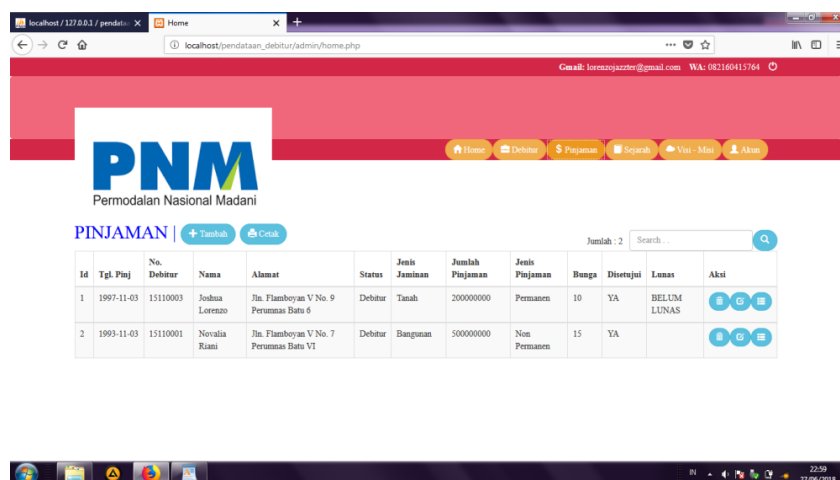 localhost / 127.0.0.1 / pendataa
Home
localhost/pendataan_debitur/admin/home.php
Gmail: lorenzojazzter@gmail.com WA: 082160415764
PNM
Permodalan Nasional Madani
Home Debitur Pinjaman Sejarah Visi - Misi Akun
PINJAMAN | Tambah Cetak
Jumlah : 2 Search . . .
Id Tgl. Pinj No. Debitur Nama Alamat Status Jenis Jaminan Jumlah Pinjaman Jenis Pinjaman Bunga Disetujui Lunas Aksi
1 1997-11-03 15110003 Joshua Lorenzo Jln. Flamboyan V No. 9 Perumnas Batu 6 Debitur Tanah 200000000 Permanen 10 YA BELUM LUNAS
2 1993-11-03 15110001 Novalia Riani Jln. Flamboyan V No. 7 Perumnas Batu VI Debitur Bangunan 500000000 Non Permanen 15 YA
IN
22:59
27/06/2018